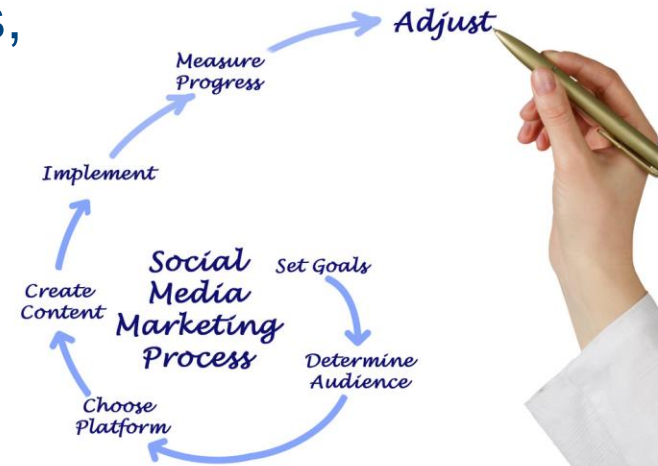 s,
Adjust
Measure
Progress
Implement
Create
Content
Social
Media
Marketing
Process
Set Goals
Determine
Audience
Choose
Platform